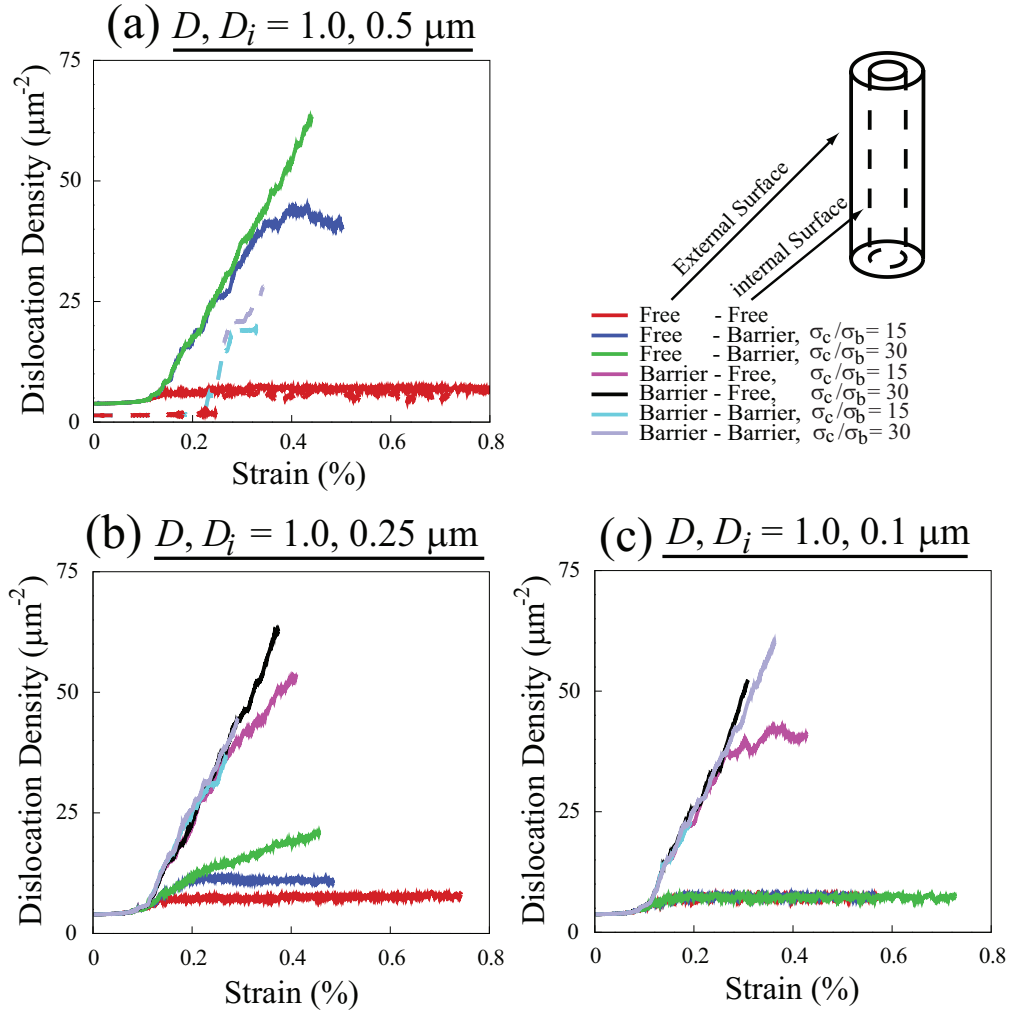 (a) D, Di = 1.0, 0.5 μm
75
50
25
0
Dislocation Density (μm-2)
0 0.2 0.4 0.6 0.8
Strain (%)
External Surface
internal Surface
Free - Free
Free - Barrier, σc/σb = 15
Free - Barrier, σc/σb = 30
Barrier - Free, σc/σb = 15
Barrier - Free, σc/σb = 30
Barrier - Barrier, σc/σb = 15
Barrier - Barrier, σc/σb = 30
(b) D, Di = 1.0, 0.25 μm
75
50
25
0
Dislocation Density (μm-2)
0 0.2 0.4 0.6 0.8
Strain (%)
(c) D, Di = 1.0, 0.1 μm
75
50
25
0
Dislocation Density (μm-2)
0 0.2 0.4 0.6 0.8
Strain (%)